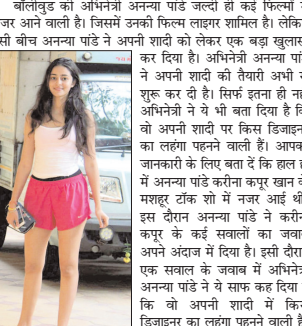 बॉलीवुड की अभिनेत्री अनन्या पांडे जल्दी ही कई फिल्मों
जर आने वाली है। जिसमें उनकी फिल्म लाइगर शामिल है। लेकि
सी बीच अनन्या पांडे ने अपनी शादी को लेकर एक बड़ा खुलास
कर दिया है। अभिनेत्री अनन्या पां
ने अपनी शादी की तैयारी अभी
शुरू कर दी है। सिर्फ इतना ही नह
अभिनेत्री ने ये भी बता दिया है
वो अपनी शादी पर किस डिजाइन
का लहंगा पहनने वाली हैं। आपक
जानकारी के लिए बता दें कि हाल ह
में अनन्या पांडे करीना कपूर खान के
मशहूर टॉक शो में नजर आई थी
इस दौरान अनन्या पांडे ने करीन
कपूर के कई सवालों का जवाब
अपने अंदाज में दिया है। इसी दौरा
एक सवाल के जवाब में अभिनेत्र
अनन्या पांडे ने ये साफ कह दिया
कि वो अपनी शादी में किस
डिजाइनर का लहंगा पहनने वाली है